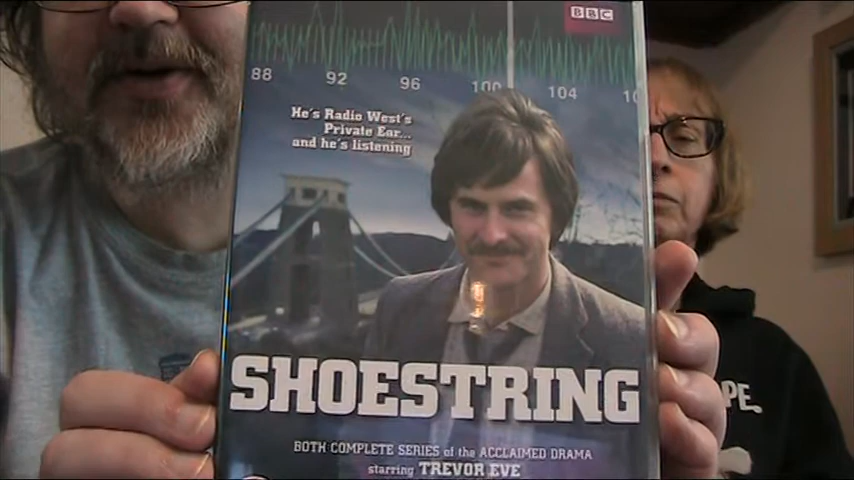 BBC
88 92 96 100 104 10
He's Radio West's
Private Ear...
and he's listening
SHOESTRING
BOTH COMPLETE SERIES of the ACCLAIMED DRAMA
starring TREVOR EVE
PE.